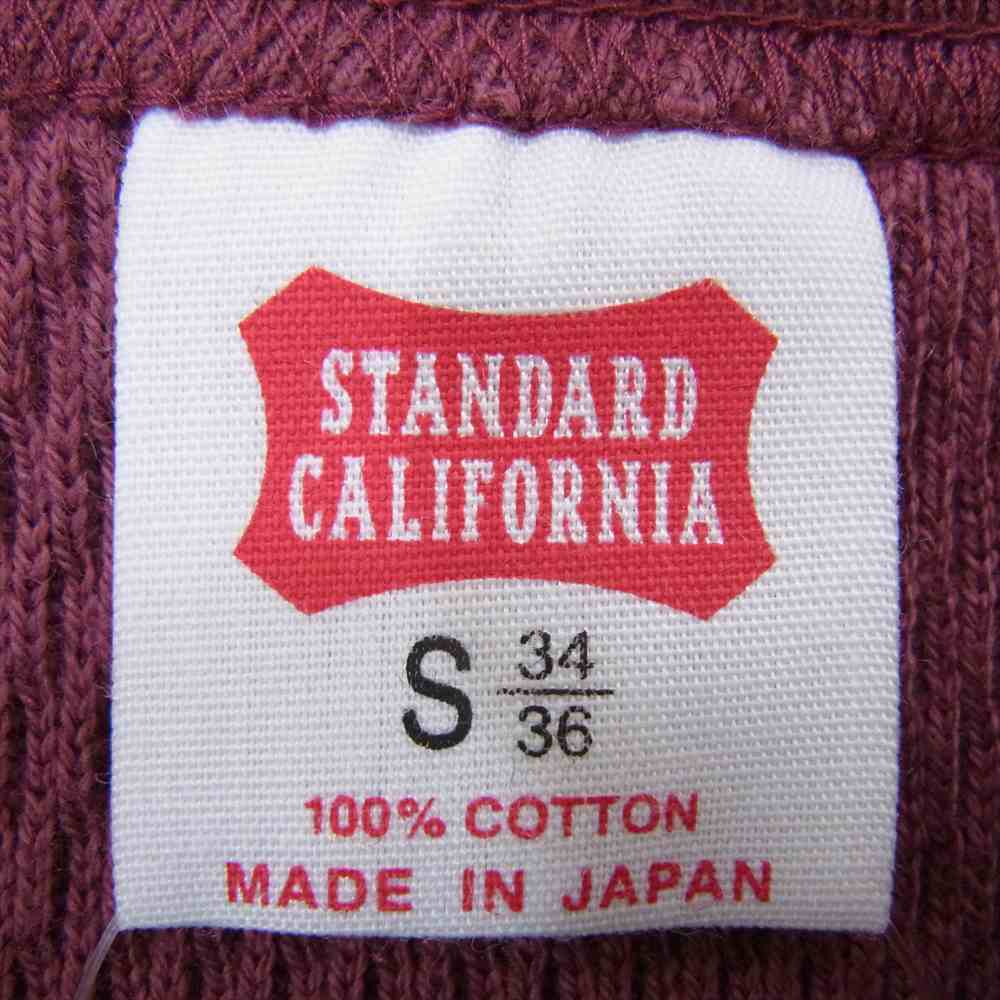 STANDARD
CALIFORNIA
S 34/36
100% COTTON
MADE IN JAPAN